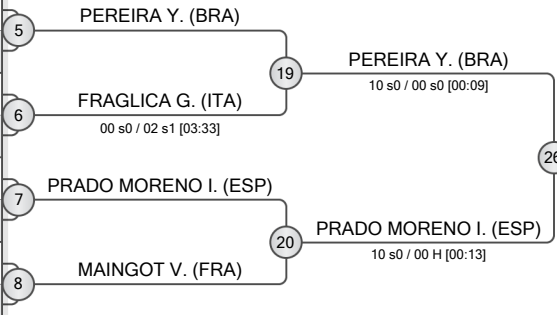 PEREIRA Y. (BRA)
5
19
PEREIRA Y. (BRA)
10 s0 / 00 s0 [00:09]
FRAGLICA G. (ITA)
6
00 s0 / 02 s1 [03:33]
26
PRADO MORENO I. (ESP)
7
20
PRADO MORENO I. (ESP)
10 s0 / 00 H [00:13]
MAINGOT V. (FRA)
8